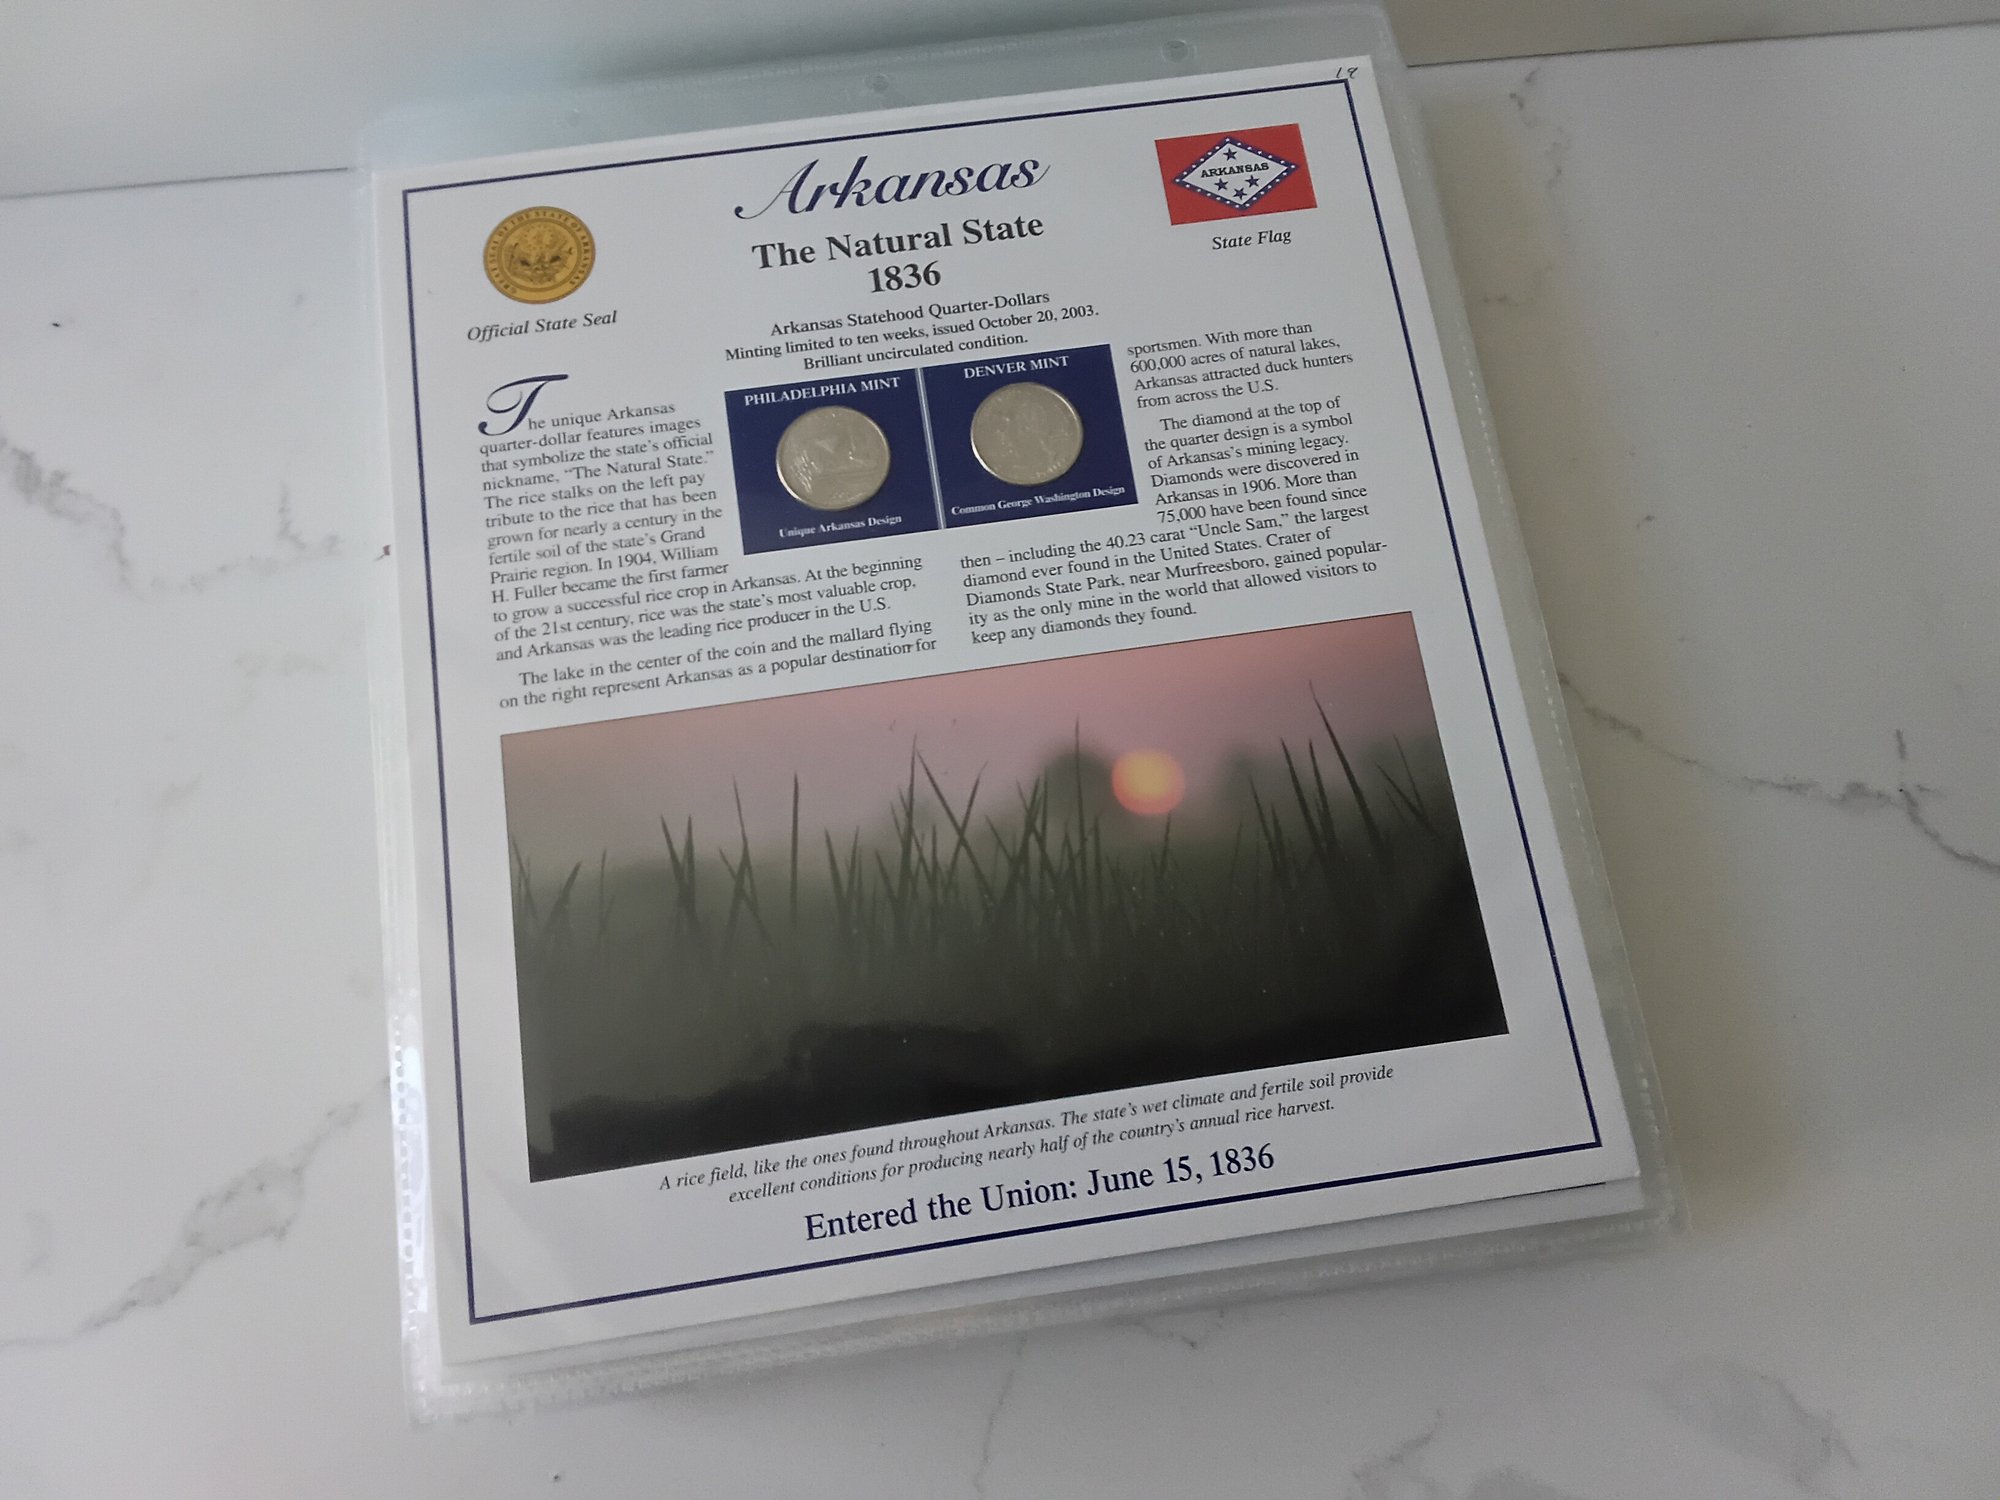 19
Arkansas
The Natural State
1836
GREAT SEAL OF THE STATE OF ARKANSAS
Official State Seal
ARKANSAS
State Flag
Arkansas Statehood Quarter-Dollars
Minting limited to ten weeks, issued October 20, 2003.
Brilliant uncirculated condition.
PHILADELPHIA MINT
Unique Arkansas Design
DENVER MINT
Common George Washington Design
The unique Arkansas
quarter-dollar features images
that symbolize the state's official
nickname, "The Natural State."
The rice stalks on the left pay
tribute to the rice that has been
grown for nearly a century in the
fertile soil of the state's Grand
Prairie region. In 1904, William
H. Fuller became the first farmer
to grow a successful rice crop in Arkansas. At the beginning
of the 21st century, rice was the state's most valuable crop,
and Arkansas was the leading rice producer in the U.S.
The lake in the center of the coin and the mallard flying
on the right represent Arkansas as a popular destination for
sportsmen. With more than
600,000 acres of natural lakes,
Arkansas attracted duck hunters
from across the U.S.
The diamond at the top of
the quarter design is a symbol
of Arkansas's mining legacy.
Diamonds were discovered in
Arkansas in 1906. More than
75,000 have been found since
then – including the 40.23 carat "Uncle Sam," the largest
diamond ever found in the United States. Crater of
Diamonds State Park, near Murfreesboro, gained popular-
ity as the only mine in the world that allowed visitors to
keep any diamonds they found.
A rice field, like the ones found throughout Arkansas. The state's wet climate and fertile soil provide
excellent conditions for producing nearly half of the country's annual rice harvest.
Entered the Union: June 15, 1836